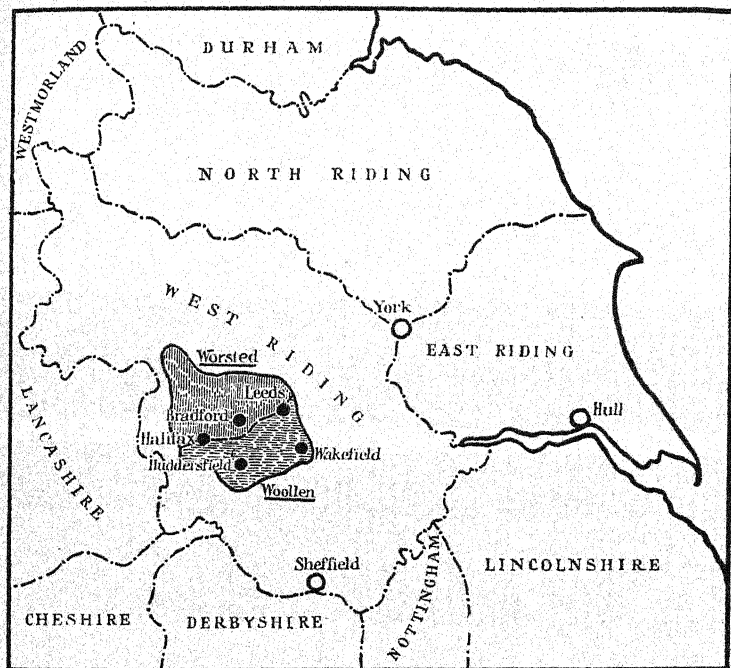 DURHAM
WESTMORLAND
NORTH RIDING
WEST RIDING
York
EAST RIDING
Worsted
Leeds
Bradford
Halifax
Huddersfield
Wakefield
Woollen
Hull
LANCASHIRE
Sheffield
NOTTINGHAM
LINCOLNSHIRE
CHESHIRE
DERBYSHIRE